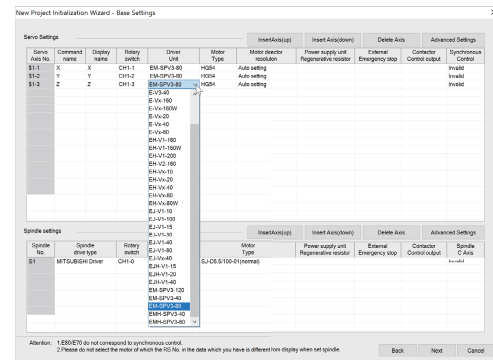 New Project Initialization Wizard - Base Settings
Servo Settings
InsertAxis(up) Insert Axis(down) Delete Axis Advanced Settings
Servo Axis No. Command name Display name Rotary switch Driver Unit Motor Type Motor deector resoluton Power supply unit Regenerative resistor External Emergency stop Contactor Control output Synchronous Control
S1-1 X X CH1-1 EM-SPV3-80 HG54 Auto setting Invalid
S1-2 Y Y CH1-2 EM-SPV3-80 HG54 Auto setting Invalid
S1-3 Z Z CH1-3 EM-SPV3-80 HG54 Auto setting Invalid
E-V3-40
E-Vx-160
E-Vx-160W
E-Vx-20
E-Vx-40
E-Vx-80
EH-V1-160
EH-V1-160W
EH-V1-200
EH-V2-160
EH-Vx-10
EH-Vx-20
EH-Vx-40
EH-Vx-80
EH-Vx-80W
EJ-V1-10
EJ-V1-100
EJ-V1-15
EJ-V1-30
EJ-V1-40
EJ-V1-80
EJ-Vx-40
EJH-V1-15
EJH-V1-20
EJH-V1-40
EM-SPV3-120
EM-SPV3-40
EM-SPV3-80
EMH-SPV3-40
EMH-SPV3-60
Spindle settings
InsertAxis(up) Insert Axis(down) Delete Axis Advanced Settings
Spindle No. Spindle drive type Rotary switch Motor Type Power supply unit Regenerative resistor External Emergency stop Contactor Control output Spindle C Axis
S1 MITSUBISHI Driver CH1-0 SJ-D5.5/100-01(normal) Invalid
Attention: 1.E80/E70 do not correspond to synchronous control.
2.Please do not select the motor of which the RS No. in the data which you have is different from display when set spindle.
Back Next Cancel